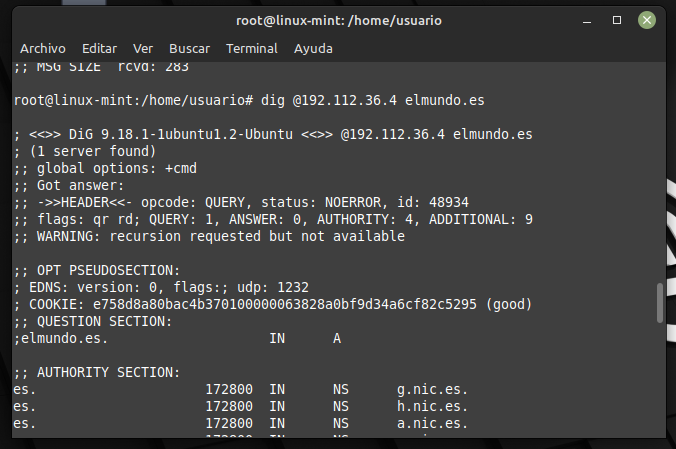 root@linux-mint: /home/usuario
Archivo Editar Ver Buscar Terminal Ayuda
;; MSG SIZE  rcvd: 283
root@linux-mint:/home/usuario# dig @192.112.36.4 elmundo.es
; <<>> DiG 9.18.1-1ubuntu1.2-Ubuntu <<>> @192.112.36.4 elmundo.es
; (1 server found)
;; global options: +cmd
;; Got answer:
;; ->>HEADER<<- opcode: QUERY, status: NOERROR, id: 48934
;; flags: qr rd; QUERY: 1, ANSWER: 0, AUTHORITY: 4, ADDITIONAL: 9
;; WARNING: recursion requested but not available
;; OPT PSEUDOSECTION:
; EDNS: version: 0, flags:; udp: 1232
; COOKIE: e758d8a80bac4b370100000063828a0bf9d34a6cf82c5295 (good)
;; QUESTION SECTION:
;elmundo.es. IN A
;; AUTHORITY SECTION:
es. 172800 IN NS g.nic.es.
es. 172800 IN NS h.nic.es.
es. 172800 IN NS a.nic.es.